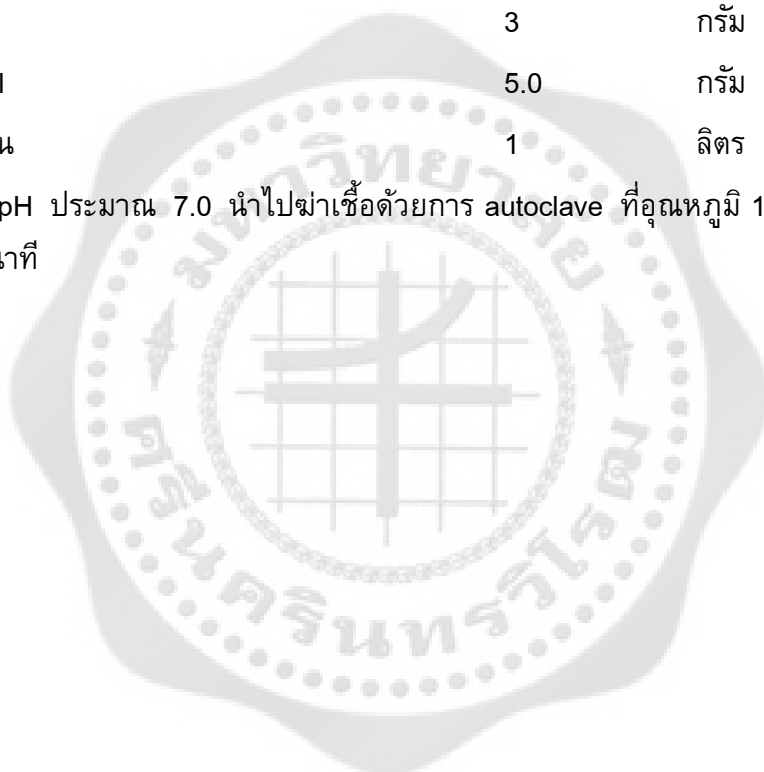 3 กรัม
5.0 กรัม
น 1 ลิตร
pH ประมาณ 7.0 นำไปฆ่าเชื้อด้วยการ autoclave ที่อุณหภูมิ 1
นาที
มหาวิทยาลัย
ศรีนครินทรวิโรฒ